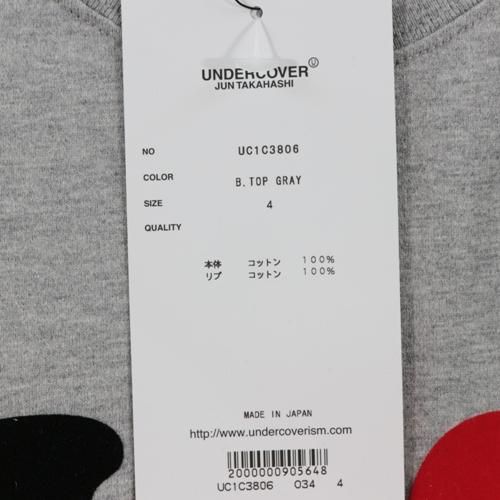 UNDERCOVER Ⓤ
JUN TAKAHASHI
NO UC1C3806
COLOR B.TOP GRAY
SIZE 4
QUALITY
本体 コットン 100%
リブ コットン 100%
MADE IN JAPAN
http://www.undercoverism.com/
2000000905648
UC1C3806 034 4